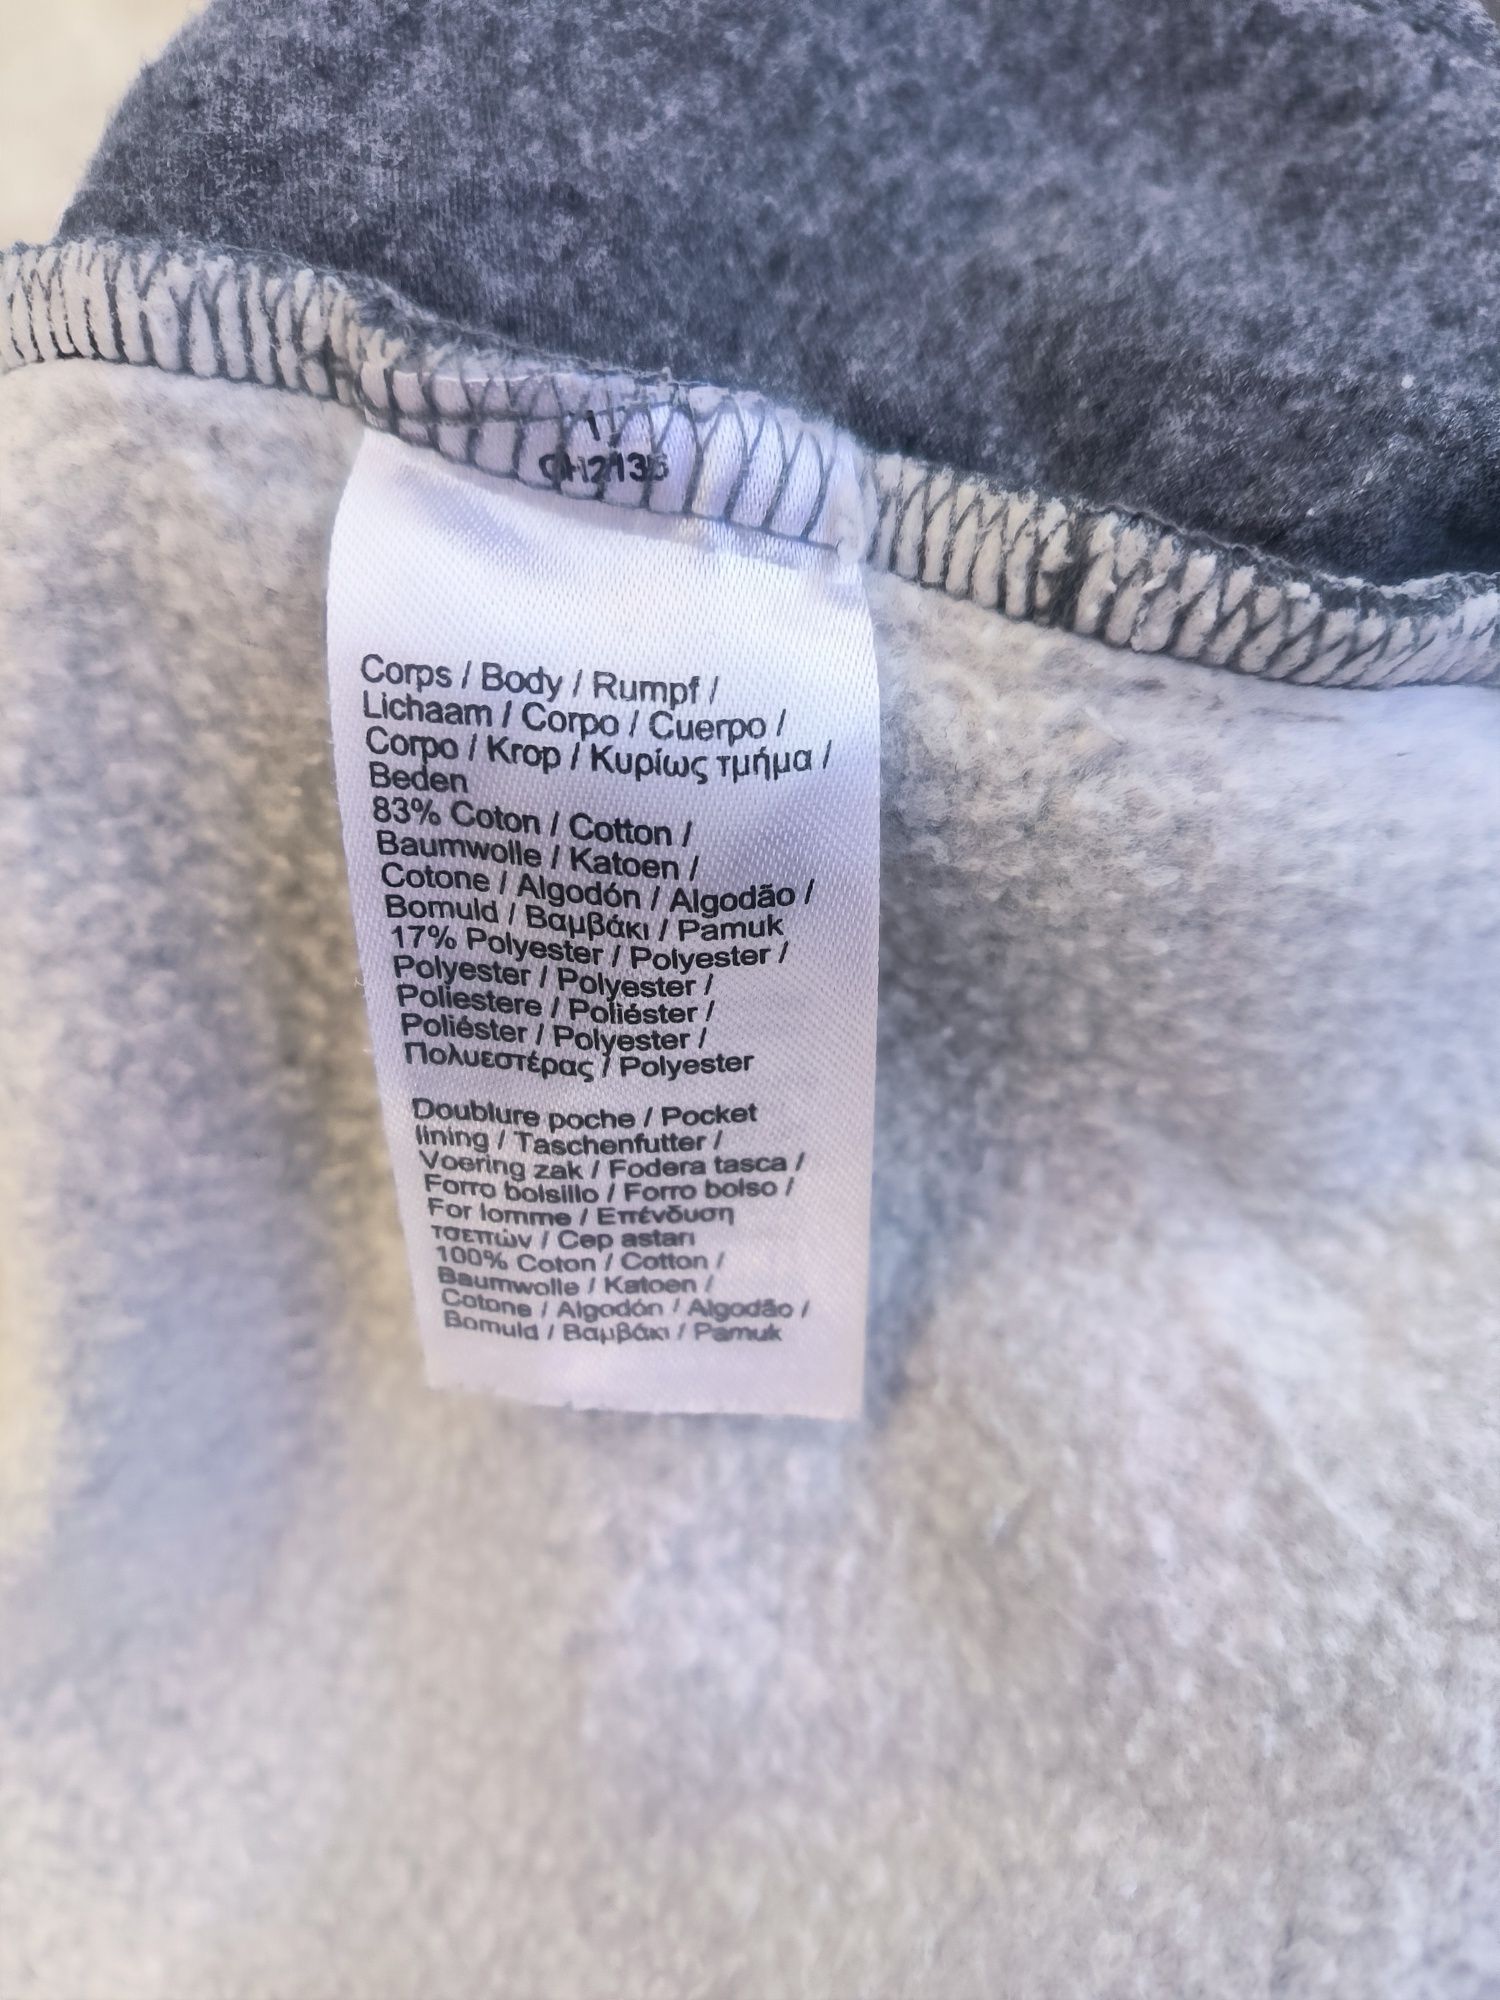 CH2135
Corps / Body / Rumpf /
Lichaam / Corpo / Cuerpo /
Corpo / Krop / Κυρίως τμήμα /
Beden
83% Coton / Cotton /
Baumwolle / Katoen /
Cotone / Algodón / Algodão /
Bomuld / Βαμβάκι / Pamuk
17% Polyester / Polyester /
Polyester / Polyester /
Poliestere / Poliéster /
Poliéster / Polyester /
Πολυεστέρας / Polyester
Doublure poche / Pocket
lining / Taschenfutter /
Voering zak / Fodera tasca /
Forro bolsillo / Forro bolso /
For lomme / Επένδυση
τσεπών / Cep astarı
100% Coton / Cotton /
Baumwolle / Katoen /
Cotone / Algodón / Algodão /
Bomuld / Βαμβάκι / Pamuk